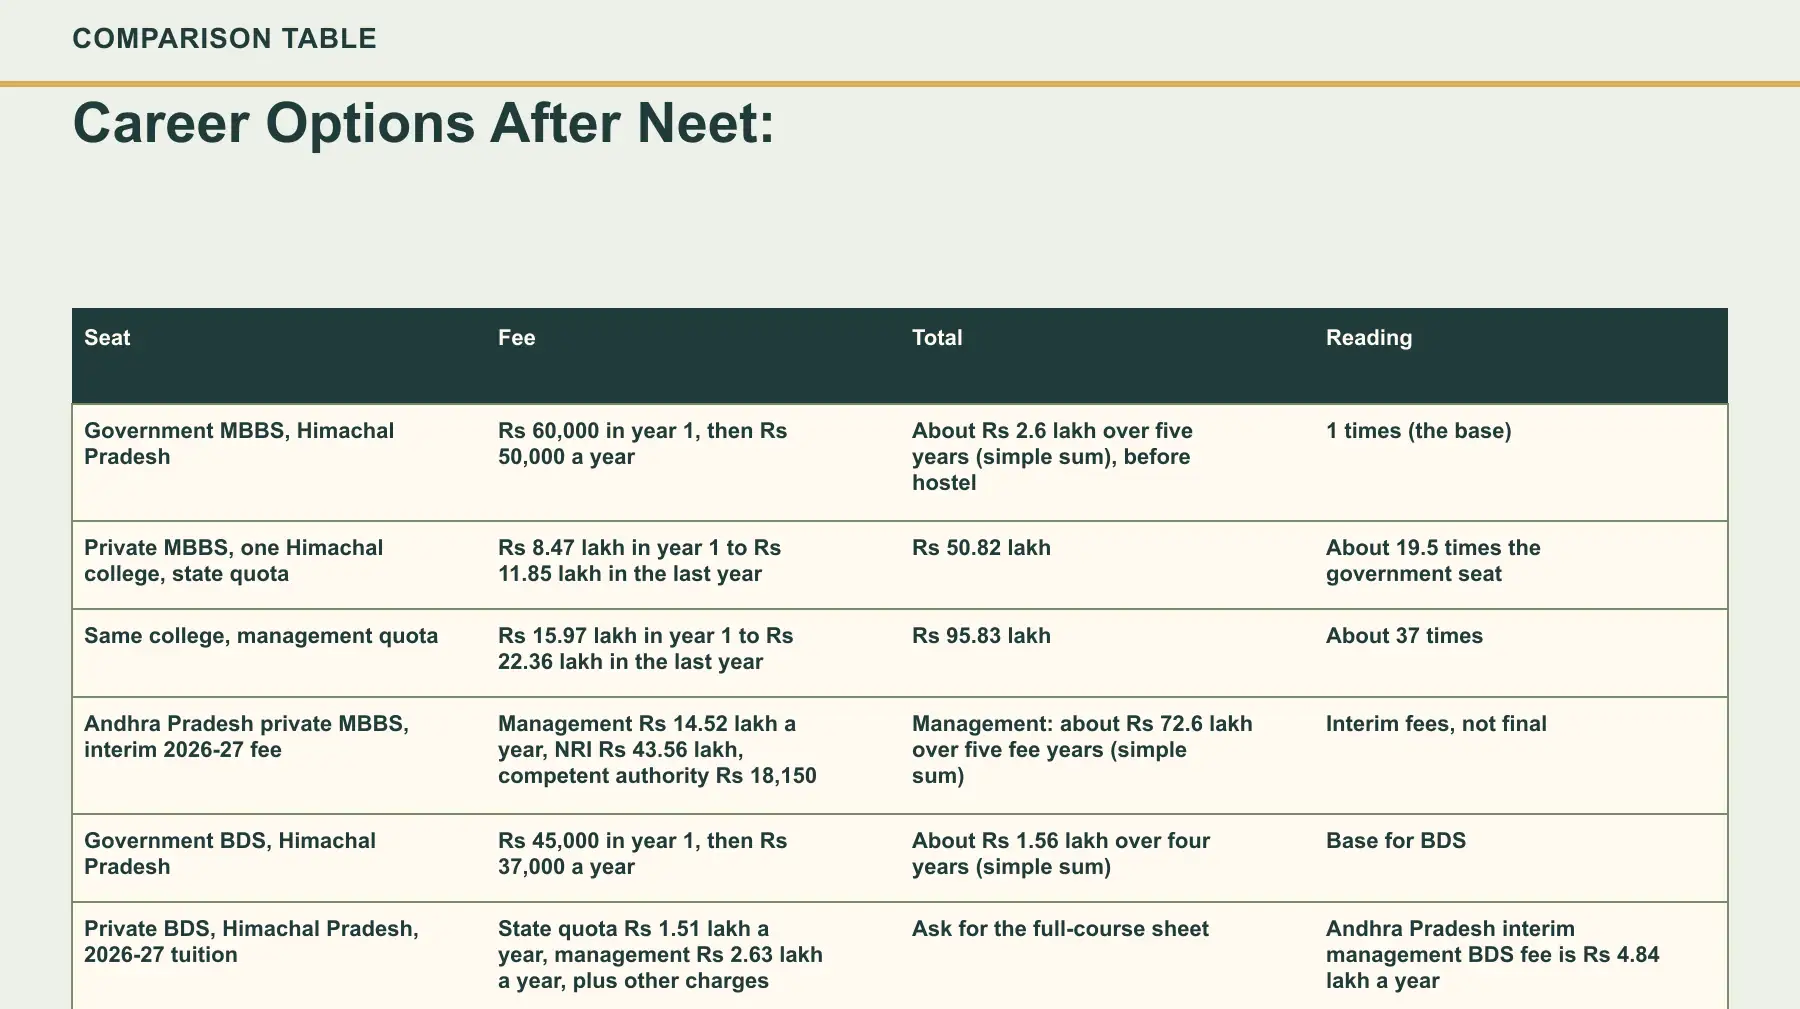 COMPARISON TABLE
Career Options After Neet:
Seat
Fee
Total
Reading
Government MBBS, Himachal
Pradesh
Rs 60,000 in year 1, then Rs
50,000 a year
About Rs 2.6 lakh over five
years (simple sum), before
hostel
1 times (the base)
Private MBBS, one Himachal
college, state quota
Rs 8.47 lakh in year 1 to Rs
11.85 lakh in the last year
Rs 50.82 lakh
About 19.5 times the
government seat
Same college, management quota
Rs 15.97 lakh in year 1 to Rs
22.36 lakh in the last year
Rs 95.83 lakh
About 37 times
Andhra Pradesh private MBBS,
interim 2026-27 fee
Management Rs 14.52 lakh a
year, NRI Rs 43.56 lakh,
competent authority Rs 18,150
Management: about Rs 72.6 lakh
over five fee years (simple
sum)
Interim fees, not final
Government BDS, Himachal
Pradesh
Rs 45,000 in year 1, then Rs
37,000 a year
About Rs 1.56 lakh over four
years (simple sum)
Base for BDS
Private BDS, Himachal Pradesh,
2026-27 tuition
State quota Rs 1.51 lakh a
year, management Rs 2.63 lakh
a year, plus other charges
Ask for the full-course sheet
Andhra Pradesh interim
management BDS fee is Rs 4.84
lakh a year